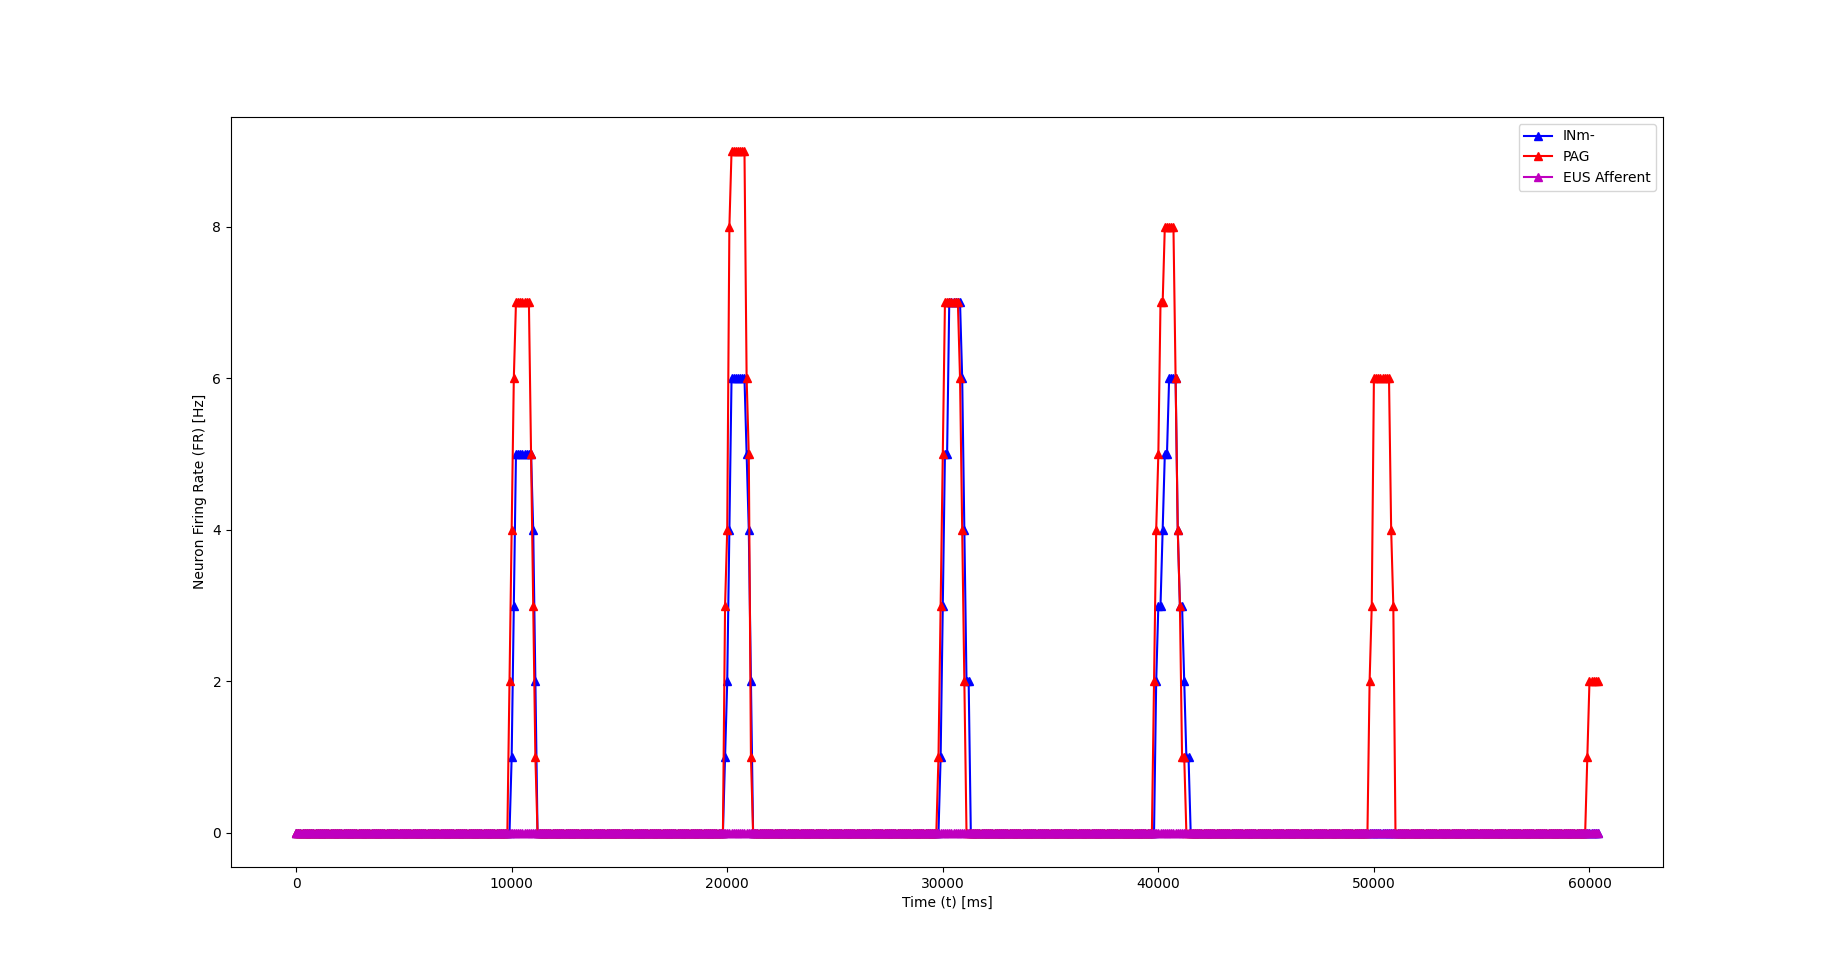 INm-
PAG
EUS Afferent
Neuron Firing Rate (FR) [Hz]
8
6
4
2
0
0 10000 20000 30000 40000 50000 60000
Time (t) [ms]